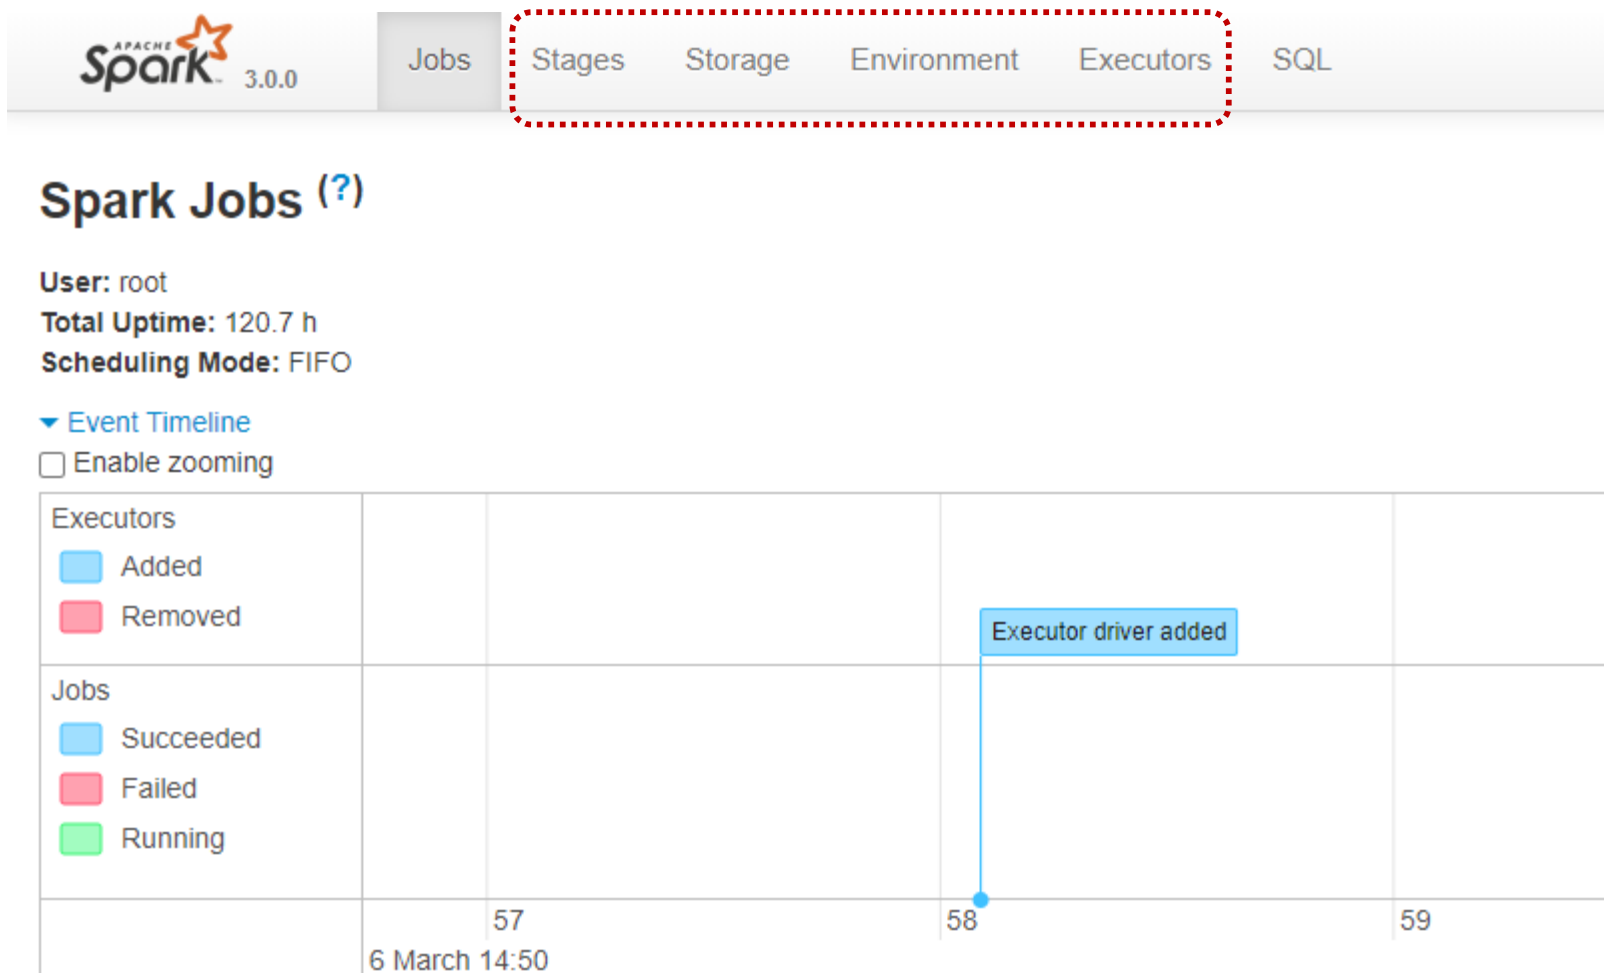 APACHE
Spark™ 3.0.0
Jobs Stages Storage Environment Executors SQL
Spark Jobs (?)
User: root
Total Uptime: 120.7 h
Scheduling Mode: FIFO
Event Timeline
Enable zooming
Executors
Added
Removed
Executor driver added
Jobs
Succeeded
Failed
Running
57 58 59
6 March 14:50